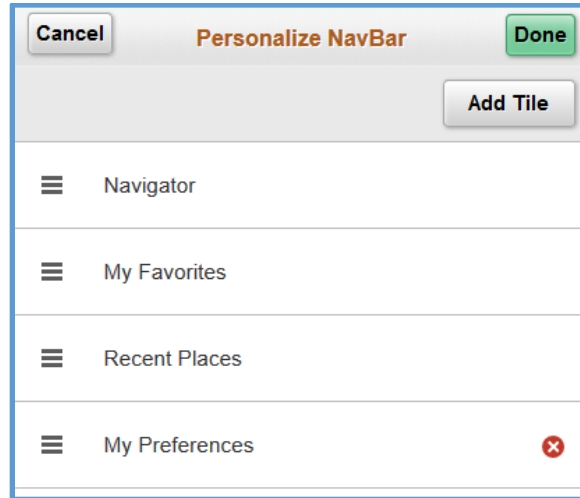 Cancel Personalize NavBar Done
Add Tile
Navigator
My Favorites
Recent Places
My Preferences